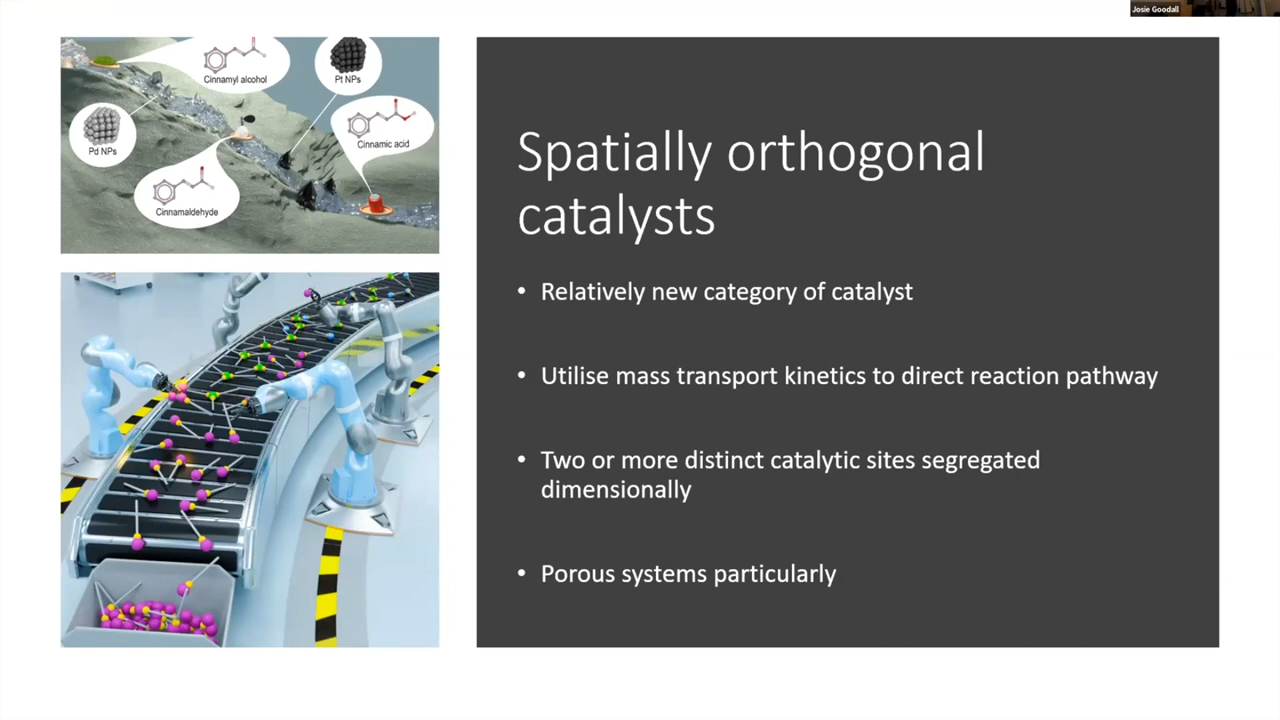 Josie Goodall
Cinnamyl alcohol
Pt NPs
Pd NPs
Cinnamic acid
Cinnamaldehyde
Spatially orthogonal
catalysts
• Relatively new category of catalyst
• Utilise mass transport kinetics to direct reaction pathway
• Two or more distinct catalytic sites segregated
dimensionally
• Porous systems particularly